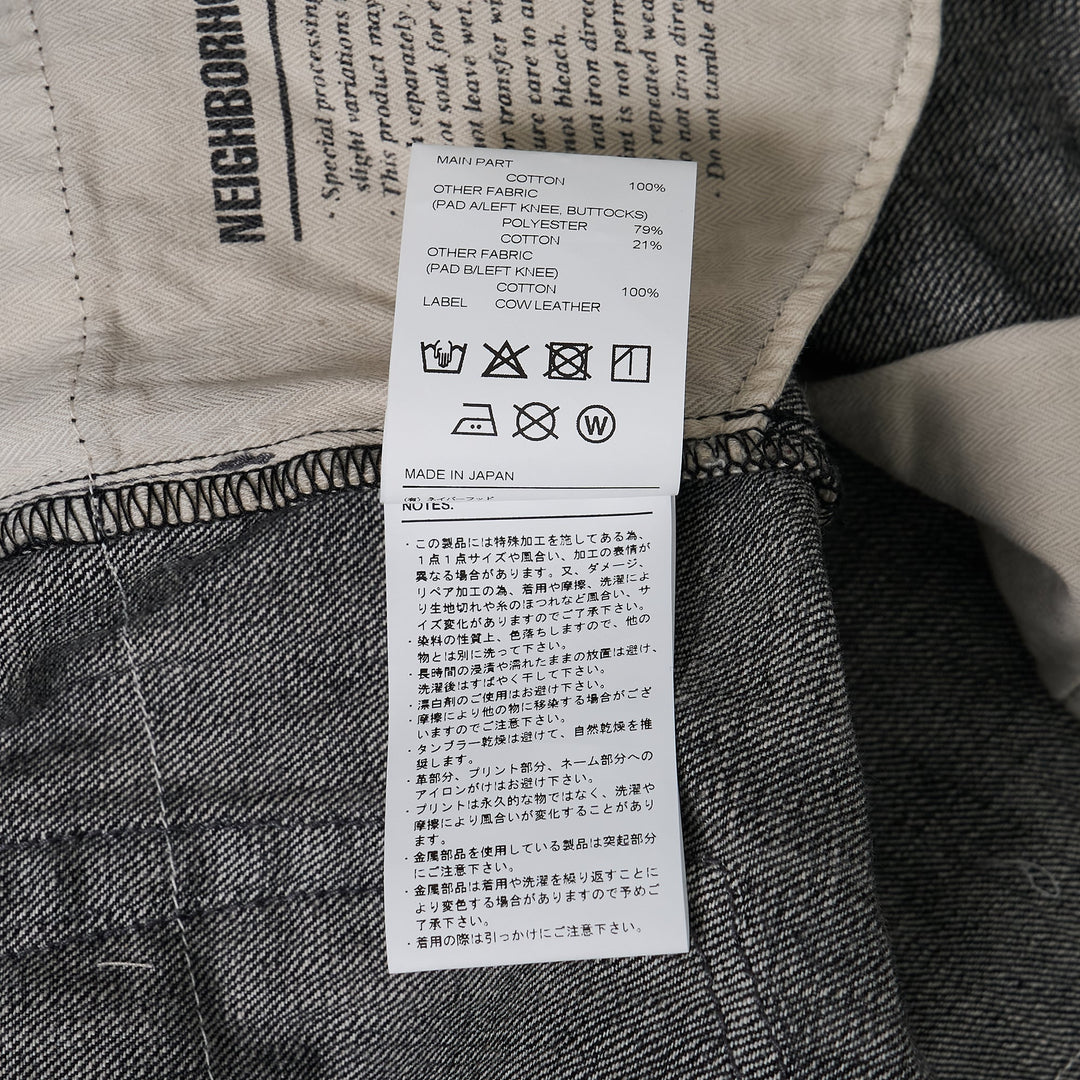 NEIGHBORHO
· Special processing
slight variations
This product may
separately.
not soak for e
not leave wet.
transfer wi
care to an
not bleach.
not iron direc
is not perm
repeated wea
not iron direc
· Do not tumble d
MAIN PART
COTTON 100%
OTHER FABRIC
(PAD A/LEFT KNEE, BUTTOCKS)
POLYESTER 79%
COTTON 21%
OTHER FABRIC
(PAD B/LEFT KNEE)
COTTON 100%
LABEL COW LEATHER
W
MADE IN JAPAN
(有) ネイバーフッド
NOTES:
・この製品には特殊加工を施してある為、
１点１点サイズや風合い、加工の表情が
異なる場合があります。又、ダメージ、
リペア加工の為、着用や摩擦、洗濯によ
り生地切れや糸のほつれなど風合い、サ
イズ変化がありますのでご了承下さい。
・染料の性質上、色落ちしますので、他の
物とは別に洗って下さい。
・長時間の浸漬や濡れたままの放置は避け、
洗濯後はすばやく干して下さい。
・漂白剤のご使用はお避け下さい。
・摩擦により他の物に移染する場合がござ
いますのでご注意下さい。
・タンブラー乾燥は避けて、自然乾燥を推
奨します。
・革部分、プリント部分、ネーム部分への
アイロンがけはお避け下さい。
・プリントは永久的な物ではなく、洗濯や
摩擦により風合いが変化することがあり
ます。
・金属部品を使用している製品は突起部分
にご注意下さい。
・金属部品は着用や洗濯を繰り返すことに
より変色する場合がありますので予めご
了承下さい。
・着用の際は引っかけにご注意下さい。